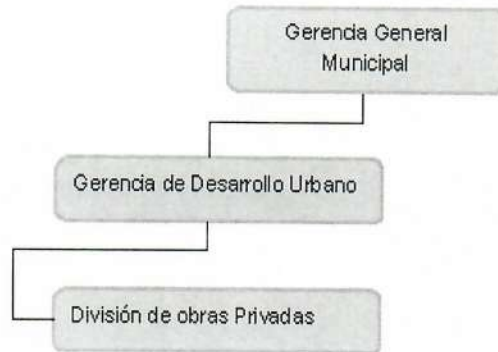 Gerencia General
Municipal
Gerencia de Desarrollo Urbano
División de obras Privadas